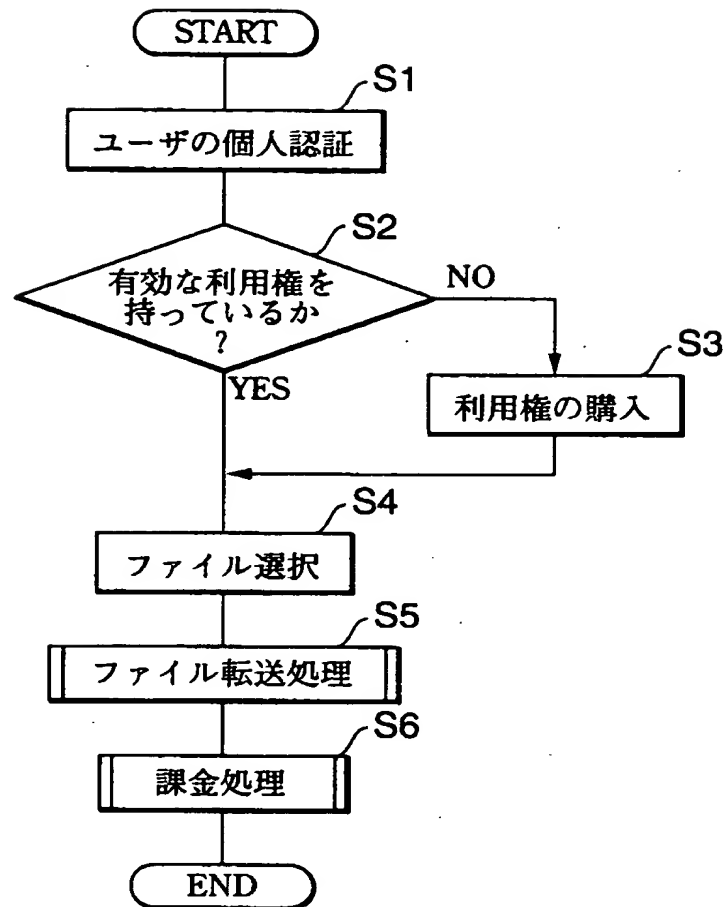 START
S1
ユーザの個人認証
S2
有効な利用権を
持っているか
?
NO
YES
S3
利用権の購入
S4
ファイル選択
S5
ファイル転送処理
S6
課金処理
END